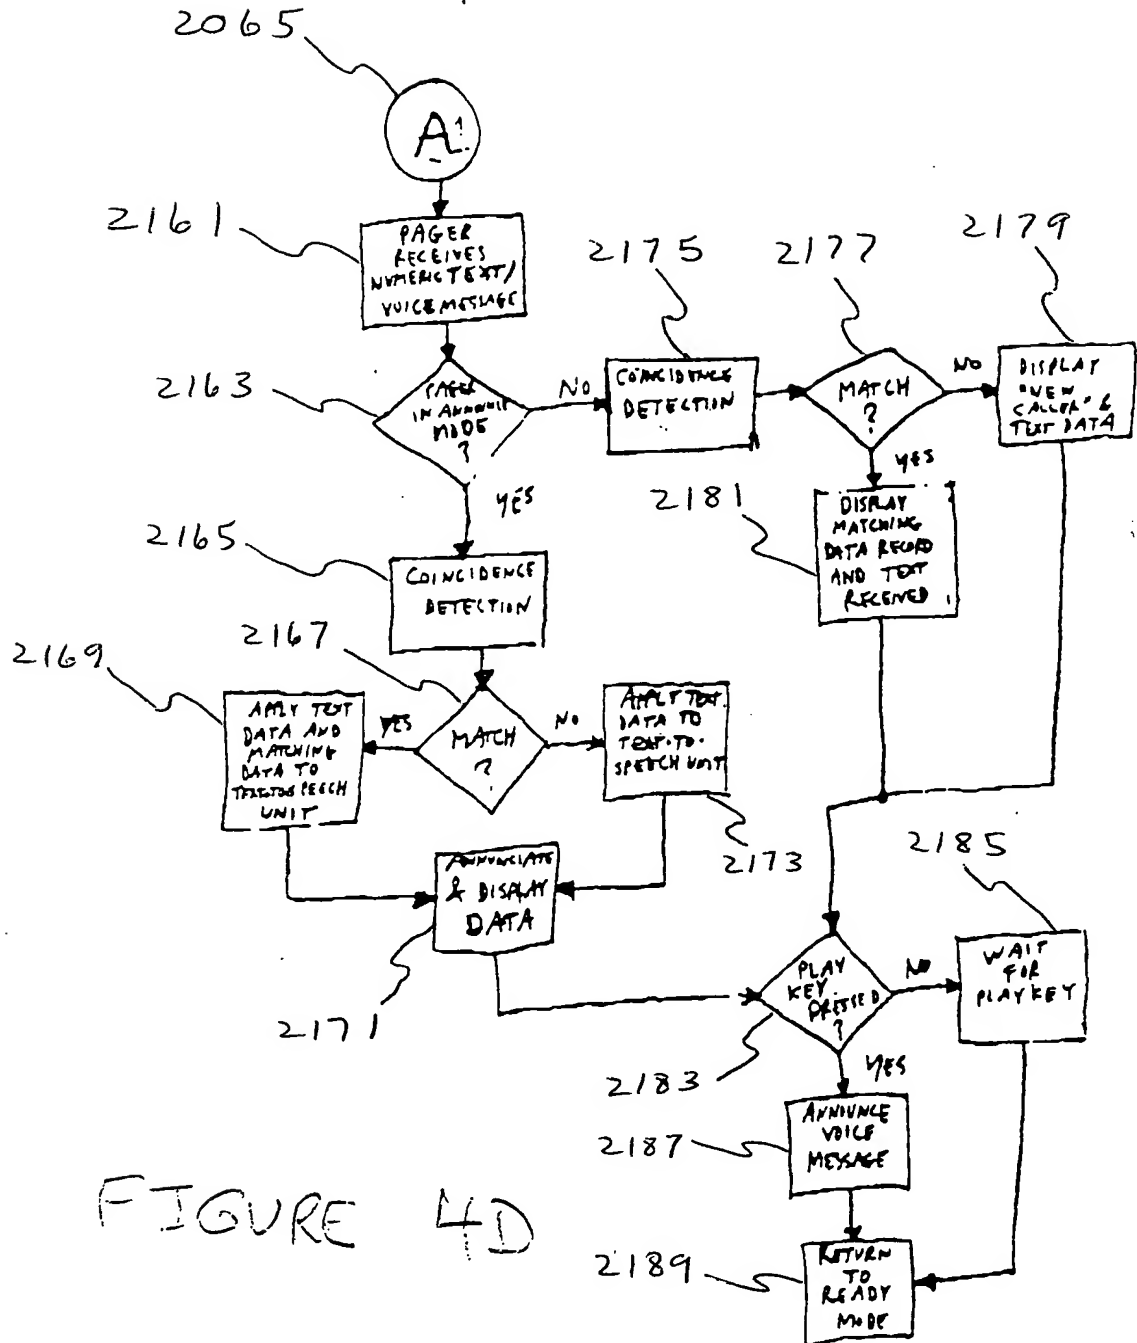 2065
A'
2161
PAGER
RECEIVES
NUMERIC TEXT/
VOICE MESSAGE
2163
PAGER
IN ANNOUNCE
MODE
?
NO
YES
2175
COINCIDENCE
DETECTION
2177
MATCH
?
NO
YES
2179
DISPLAY
"NEW
CALLER" &
TEXT DATA
2181
DISPLAY
MATCHING
DATA RECORD
AND TEXT
RECEIVED
2165
COINCIDENCE
DETECTION
2167
MATCH
?
YES
NO
2169
APPLY TEXT
DATA AND
MATCHING
DATA TO
TEXT TO SPEECH
UNIT
APPLY TEXT
DATA TO
TEXT-TO-
SPEECH UNIT
2173
ANNUNCIATE
& DISPLAY
DATA
2171
2185
PLAY
KEY
PRESSED
?
NO
YES
WAIT
FOR
PLAY KEY
2183
ANNOUNCE
VOICE
MESSAGE
2187
RETURN
TO
READY
MODE
2189
FIGURE 4D